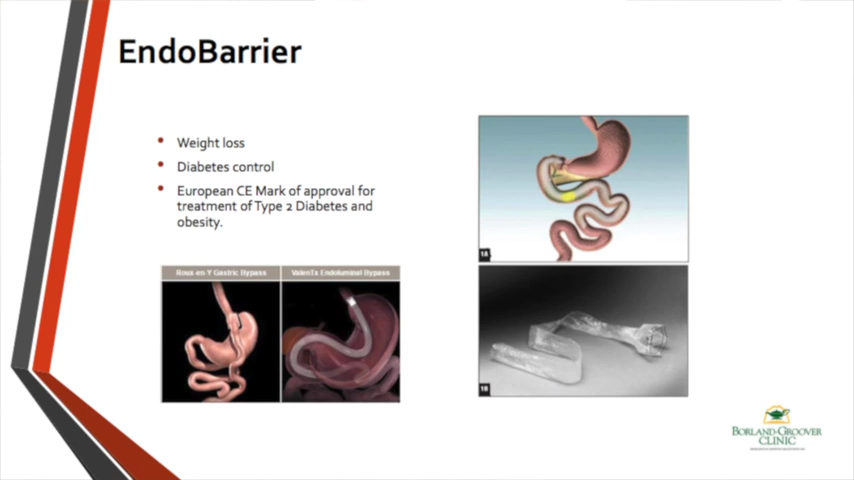 EndoBarrier
• Weight loss
• Diabetes control
• European CE Mark of approval for
treatment of Type 2 Diabetes and
obesity.
Roux-en-Y Gastric Bypass
ValenTx Endoluminal Bypass
1A
1B
BORLAND-GROOVER
CLINIC